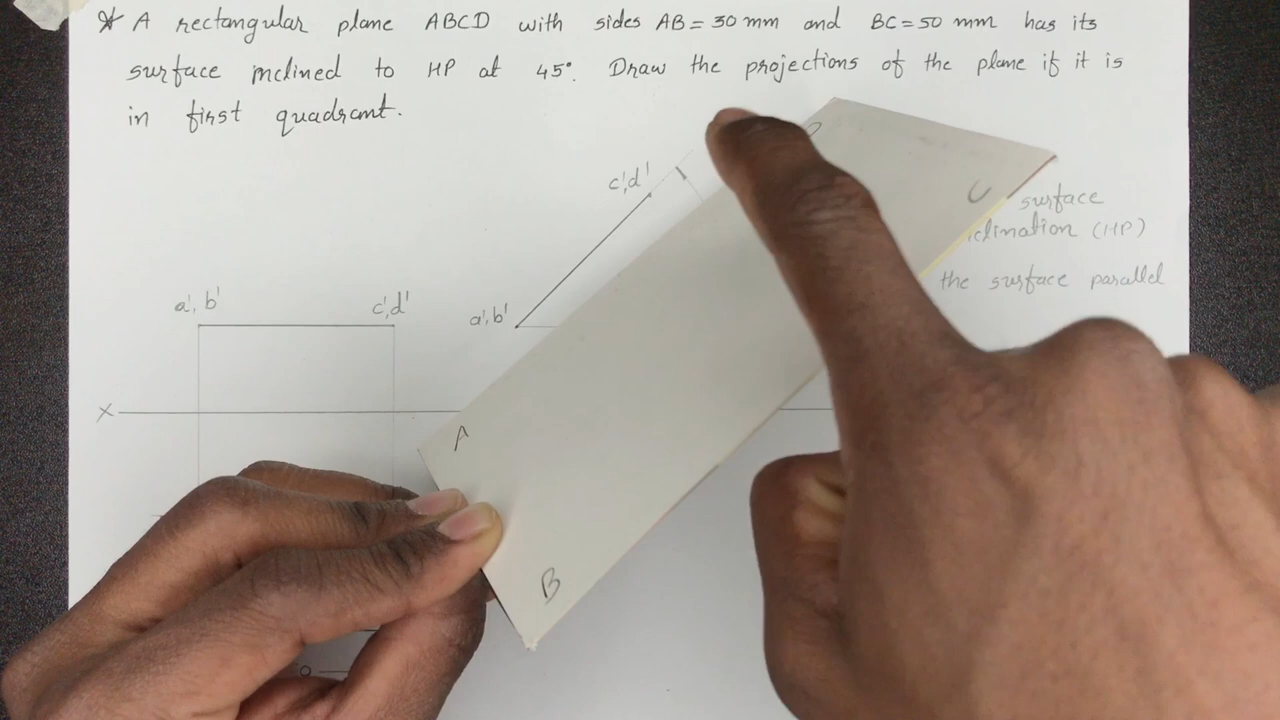 * A rectangular plane ABCD with sides AB = 30 mm and BC = 50 mm has its
surface inclined to HP at 45°. Draw the projections of the plane if it is
in first quadrant.
c',d'
D
C
surface
clination (HP)
the surface parallel
a', b'
c',d'
a',b'
X
A
B